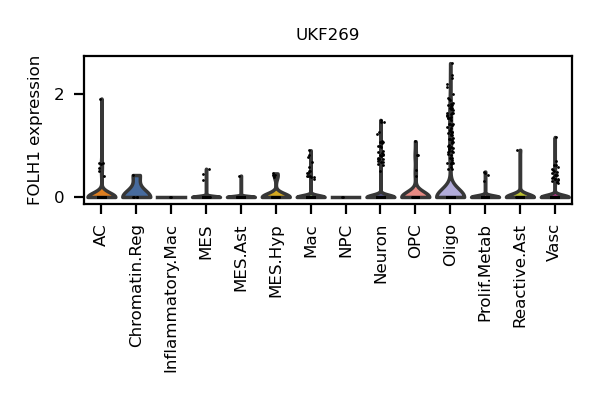 UKF269
FOLH1 expression
2
0
AC
Chromatin.Reg
Inflammatory.Mac
MES
MES.Ast
MES.Hyp
Mac
NPC
Neuron
OPC
Oligo
Prolif.Metab
Reactive.Ast
Vasc